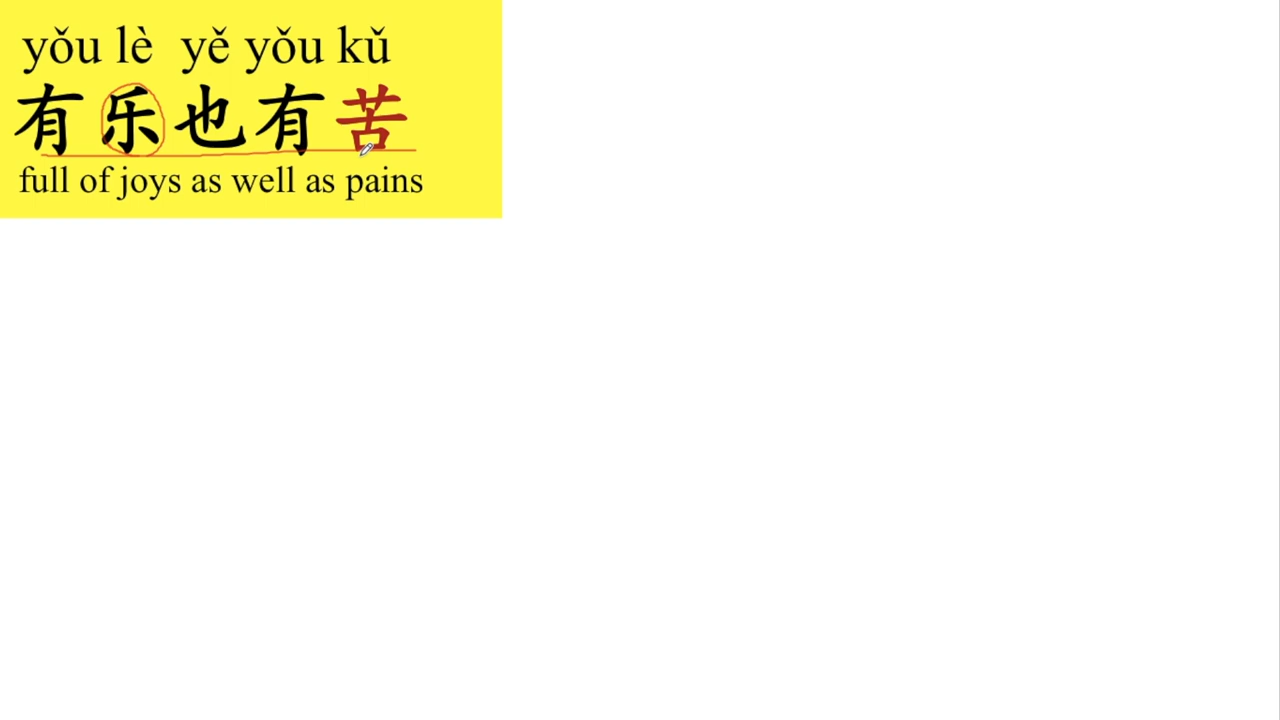 yǒu lè yě yǒu kǔ
有乐也有苦
full of joys as well as pains